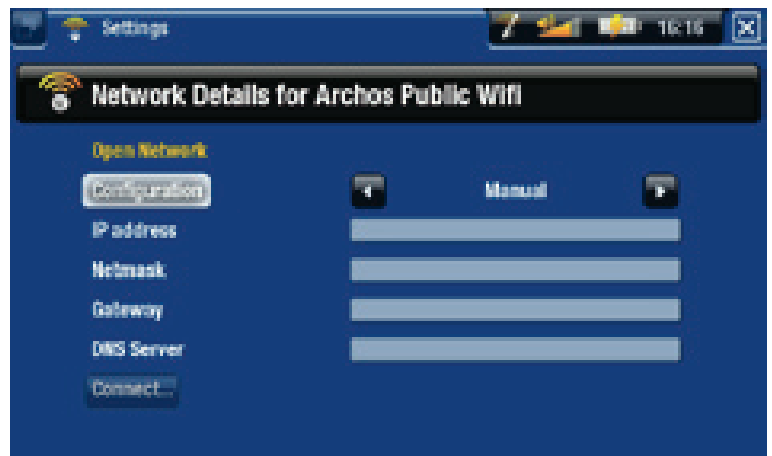 Settings
16:16
Network Details for Archos Public Wifi
Open Network
Configuration
Manual
IP address
Netmask
Gateway
DNS Server
Connect...